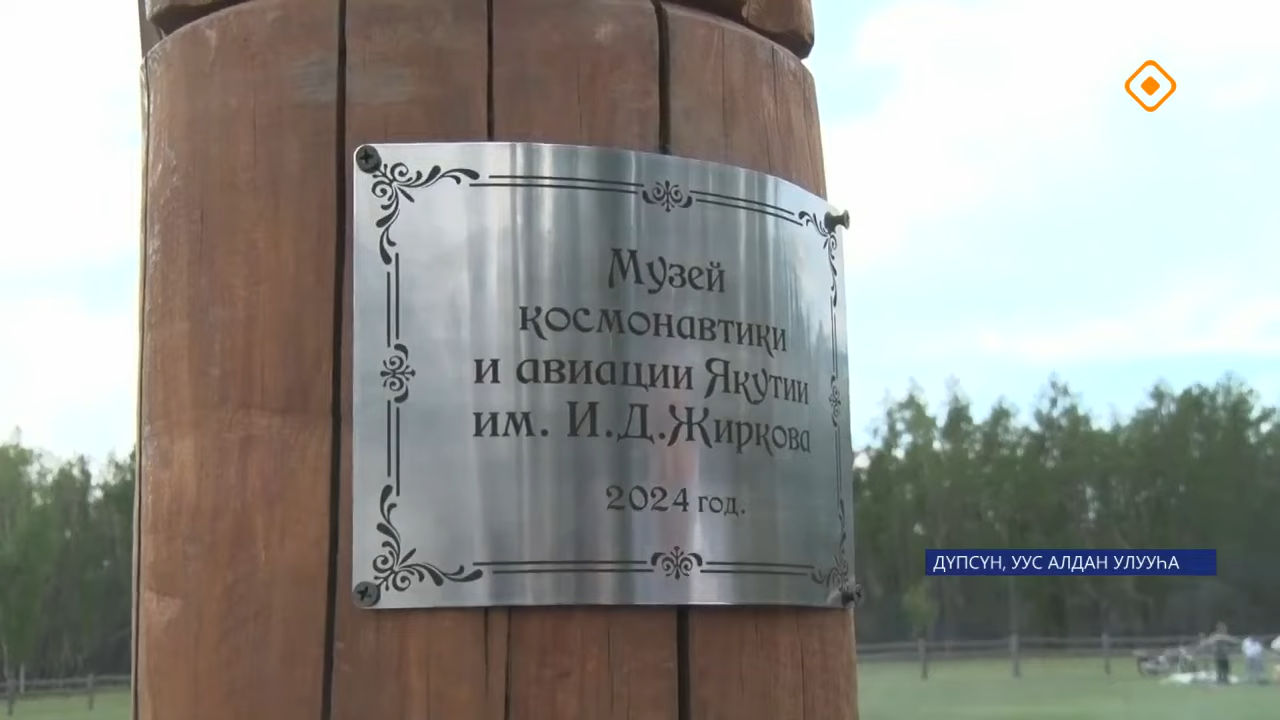 Музей
космонавтики
и авиации Якутии
им. И.Д.Жиркова
2024 год.
ДҮПСҮН, УУС АЛДАН УЛУУҺА